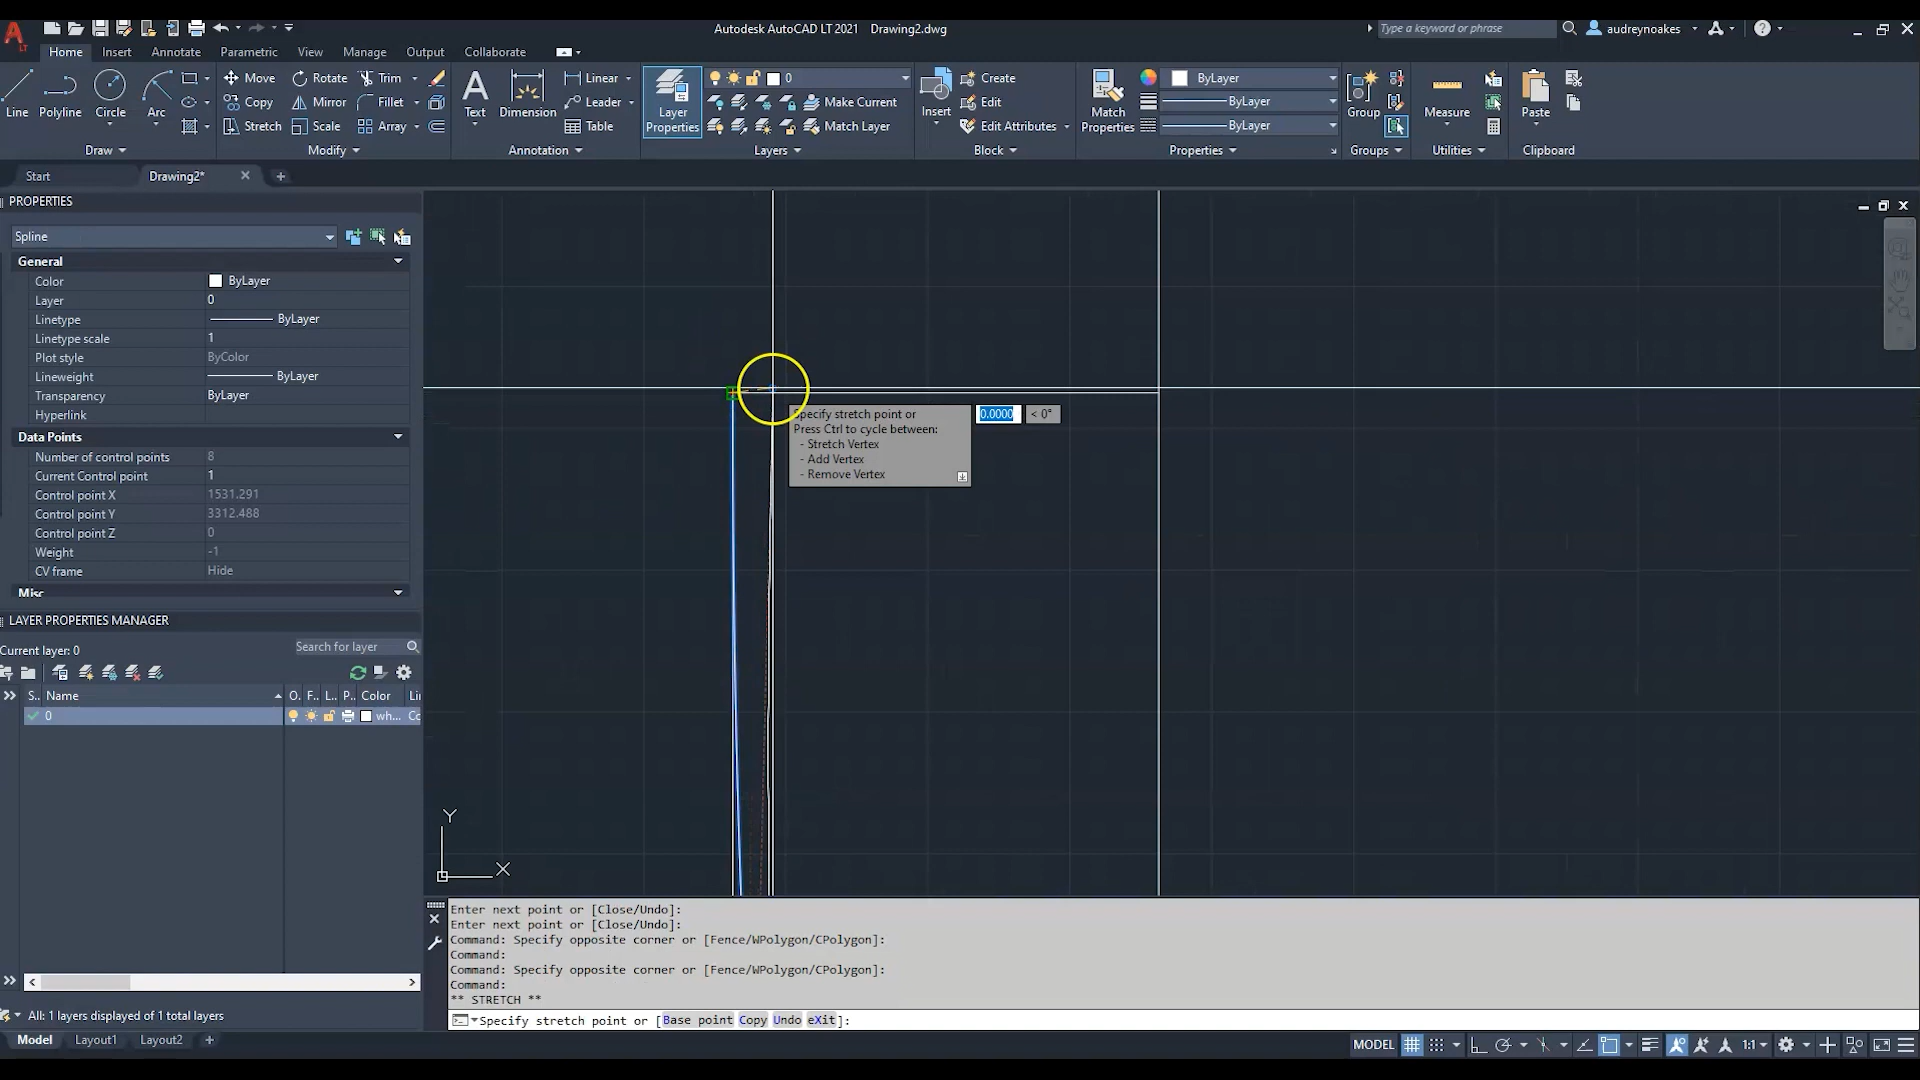 Autodesk AutoCAD LT 2021 Drawing2.dwg
Type a keyword or phrase
audreynoakes
LT
Home Insert Annotate Parametric View Manage Output Collaborate
Line Polyline Circle Arc
Move Rotate Trim
Copy Mirror Fillet
Stretch Scale Array
Text Dimension
Linear
Leader
Table
Layer Properties
0
Make Current
Match Layer
Insert
Create
Edit
Edit Attributes
Match Properties
ByLayer
ByLayer
ByLayer
Group
Measure
Paste
Draw Modify Annotation Layers Block Properties Groups Utilities Clipboard
Start Drawing2*
PROPERTIES
Spline
General
Color ByLayer
Layer 0
Linetype ByLayer
Linetype scale 1
Plot style ByColor
Lineweight ByLayer
Transparency ByLayer
Hyperlink
Data Points
Number of control points 8
Current Control point 1
Control point X 1531.291
Control point Y 3312.488
Control point Z 0
Weight -1
CV frame Hide
Misc
LAYER PROPERTIES MANAGER
Current layer: 0
Search for layer
S.. Name O. F.. L.. P.. Color Li
0 wh... Co
All: 1 layers displayed of 1 total layers
Specify stretch point or
Press Ctrl to cycle between:
- Stretch Vertex
- Add Vertex
- Remove Vertex
0.0000 < 0°
Y
X
Enter next point or [Close/Undo]:
Enter next point or [Close/Undo]:
Command: Specify opposite corner or [Fence/WPolygon/CPolygon]:
Command:
Command: Specify opposite corner or [Fence/WPolygon/CPolygon]:
Command:
** STRETCH **
Specify stretch point or [Base point Copy Undo eXit]:
Model Layout1 Layout2
MODEL 1:1